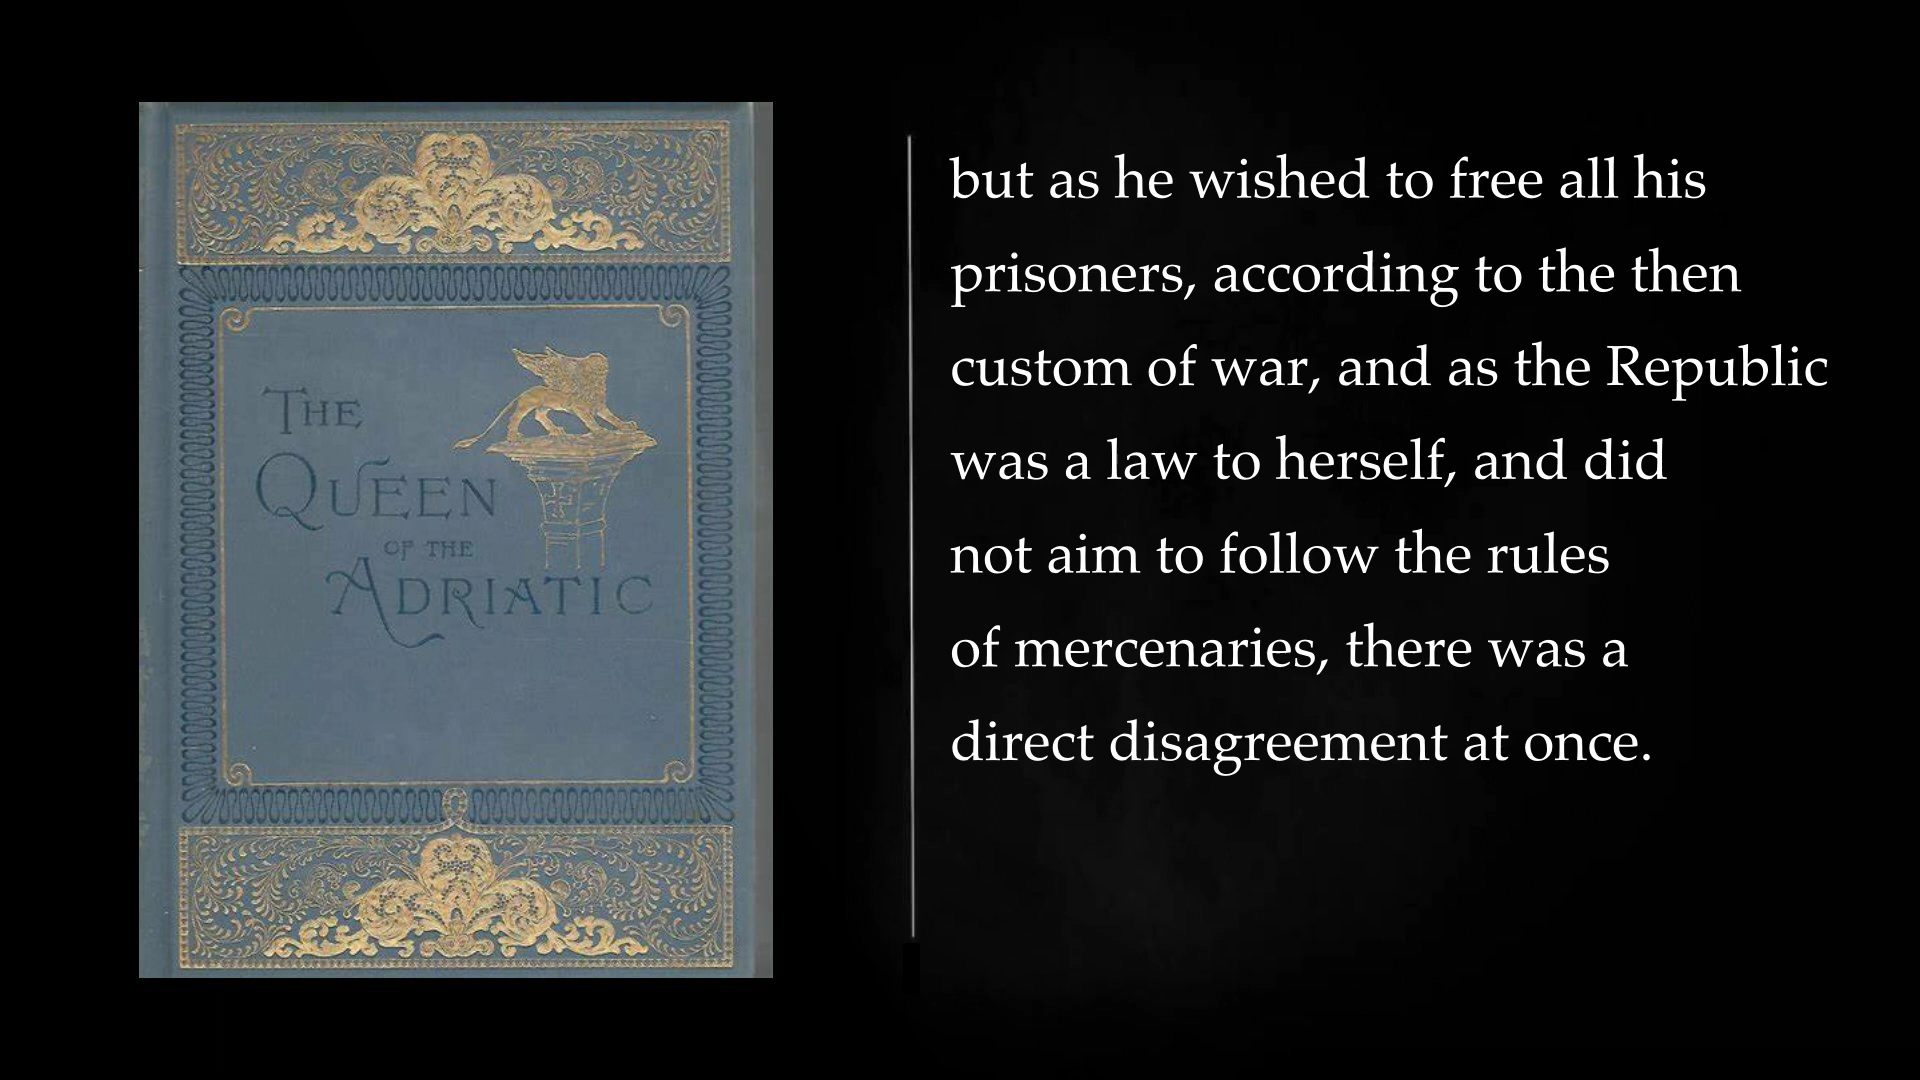 THE
QUEEN
OF THE
ADRIATIC
but as he wished to free all his
prisoners, according to the then
custom of war, and as the Republic
was a law to herself, and did
not aim to follow the rules
of mercenaries, there was a
direct disagreement at once.